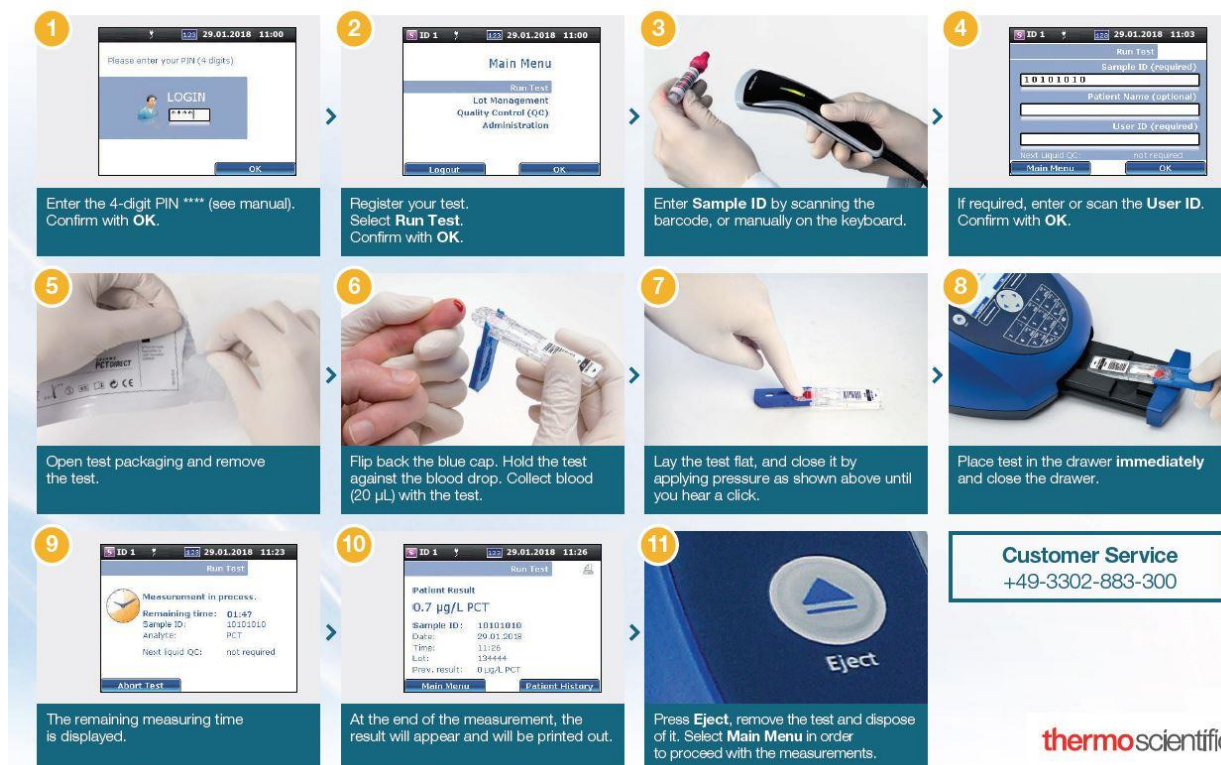 1
123 29.01.2018 11:00
Please enter your PIN (4 digits)
LOGIN
****
OK
Enter the 4-digit PIN **** (see manual).
Confirm with OK.
2
S ID 1 123 29.01.2018 11:00
Main Menu
Run Test
Lot Management
Quality Control (QC)
Administration
Logout OK
Register your test.
Select Run Test.
Confirm with OK.
3
Enter Sample ID by scanning the
barcode, or manually on the keyboard.
4
S ID 1 123 29.01.2018 11:03
Run Test
Sample ID (required)
10101010
Patient Name (optional)
User ID (required)
Next Liquid QC: not required
Main Menu OK
If required, enter or scan the User ID.
Confirm with OK.
5
PCT DIRECT
CE
Open test packaging and remove
the test.
6
Flip back the blue cap. Hold the test
against the blood drop. Collect blood
(20 µL) with the test.
7
Lay the test flat, and close it by
applying pressure as shown above until
you hear a click.
8
Place test in the drawer immediately
and close the drawer.
9
S ID 1 123 29.01.2018 11:23
Run Test
Measurement in process.
Remaining time: 01:47
Sample ID: 10101010
Analyte: PCT
Next liquid QC: not required
Abort Test
The remaining measuring time
is displayed.
10
S ID 1 123 29.01.2018 11:26
Run Test
Patient Result
0.7 µg/L PCT
Sample ID: 10101010
Date: 29.01.2018
Time: 11:26
Lot: 134444
Prev. result: 0 µg/L PCT
Main Menu Patient History
At the end of the measurement, the
result will appear and will be printed out.
11
Eject
Press Eject, remove the test and dispose
of it. Select Main Menu in order
to proceed with the measurements.
Customer Service
+49-3302-883-300
thermo scientific